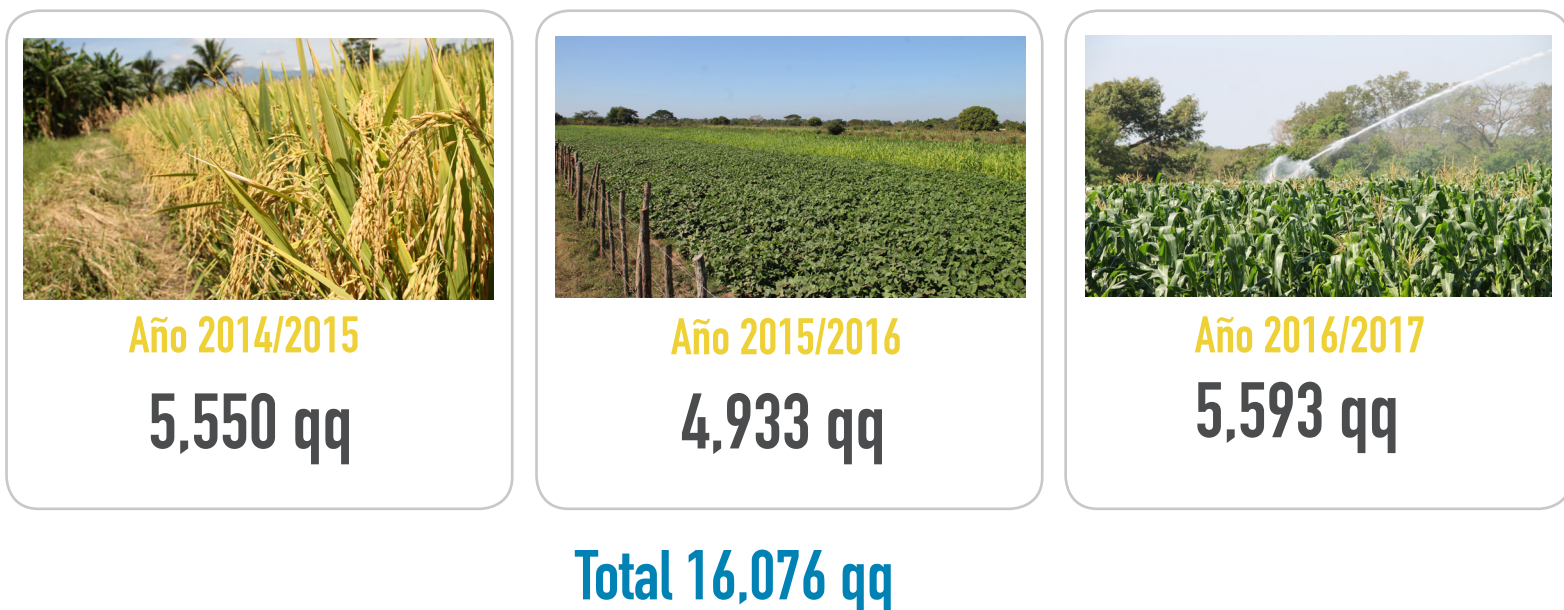 Año 2014/2015
5,550 qq
Año 2015/2016
4,933 qq
Año 2016/2017
5,593 qq
Total 16,076 qq